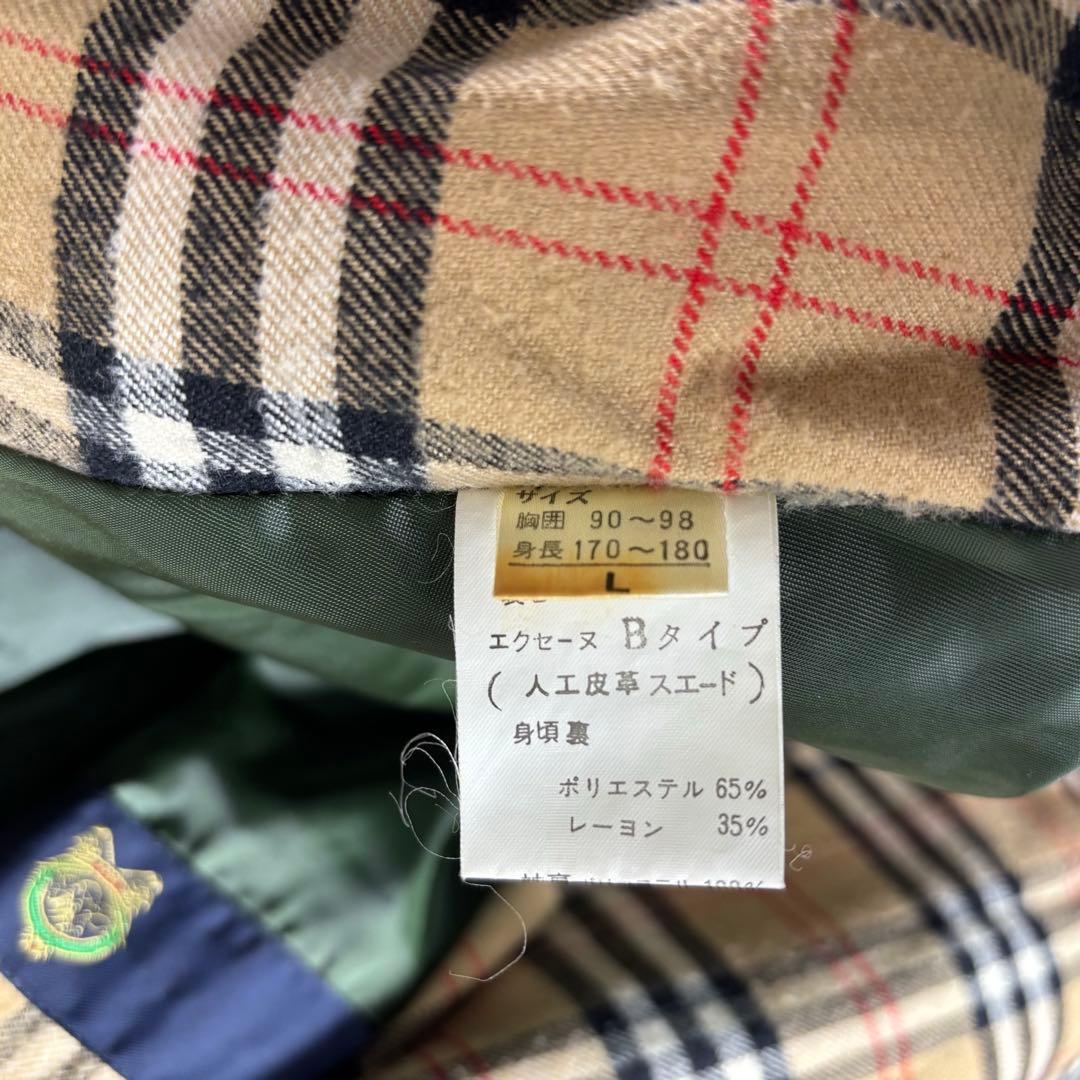 サイズ
胸囲 90〜98
身長 170〜180
L
エクセーヌ Bタイプ
(人工皮革スエード)
身頃裏
ポリエステル 65%
レーヨン 35%